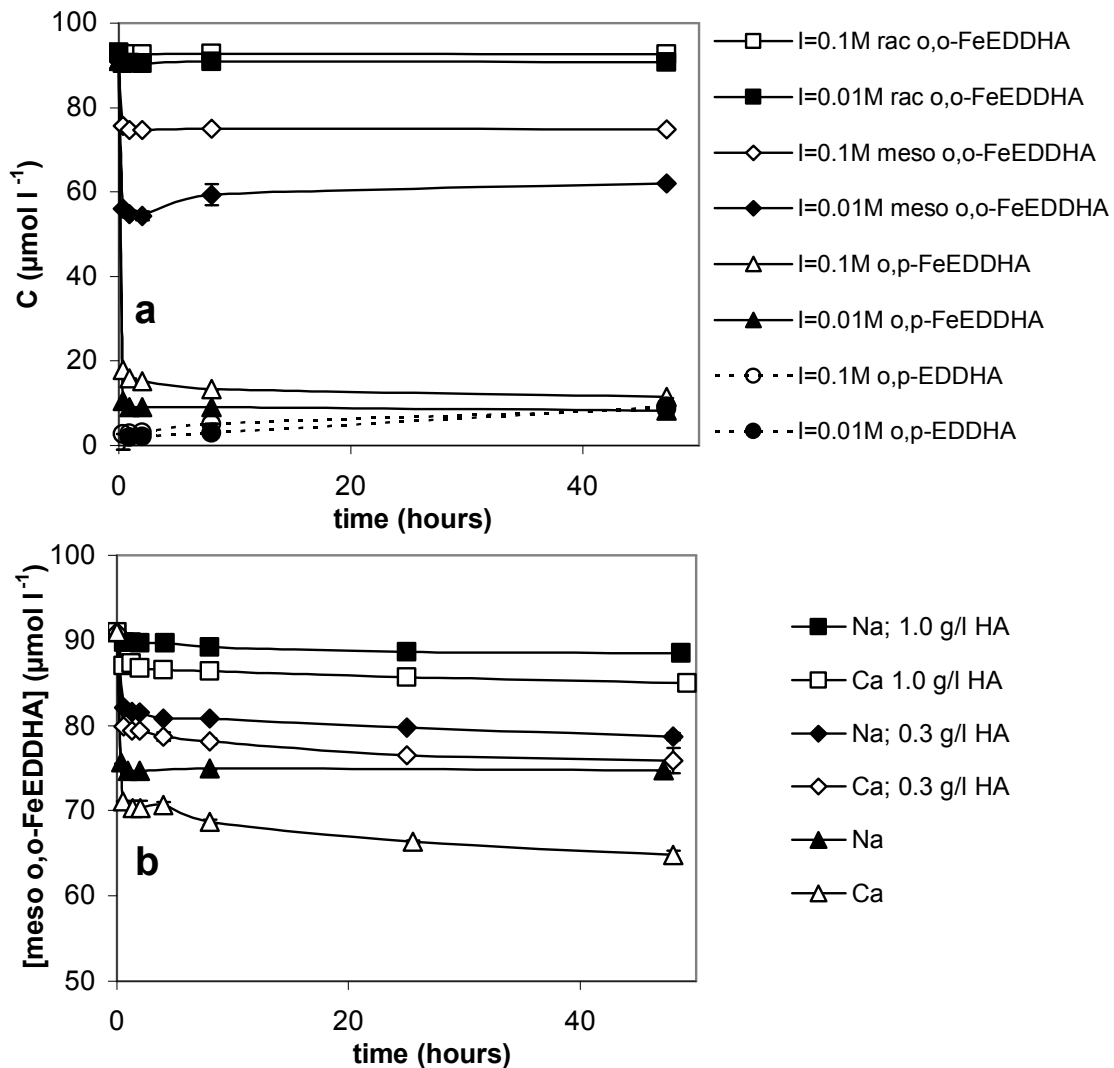 100
80
60
40
20
0
C (µmol l⁻¹)
a
0
20
40
time (hours)
I=0.1M rac o,o-FeEDDHA
I=0.01M rac o,o-FeEDDHA
I=0.1M meso o,o-FeEDDHA
I=0.01M meso o,o-FeEDDHA
I=0.1M o,p-FeEDDHA
I=0.01M o,p-FeEDDHA
I=0.1M o,p-EDDHA
I=0.01M o,p-EDDHA
100
90
80
70
60
50
[meso o,o-FeEDDHA] (µmol l⁻¹)
b
0
20
40
time (hours)
Na; 1.0 g/l HA
Ca 1.0 g/l HA
Na; 0.3 g/l HA
Ca; 0.3 g/l HA
Na
Ca